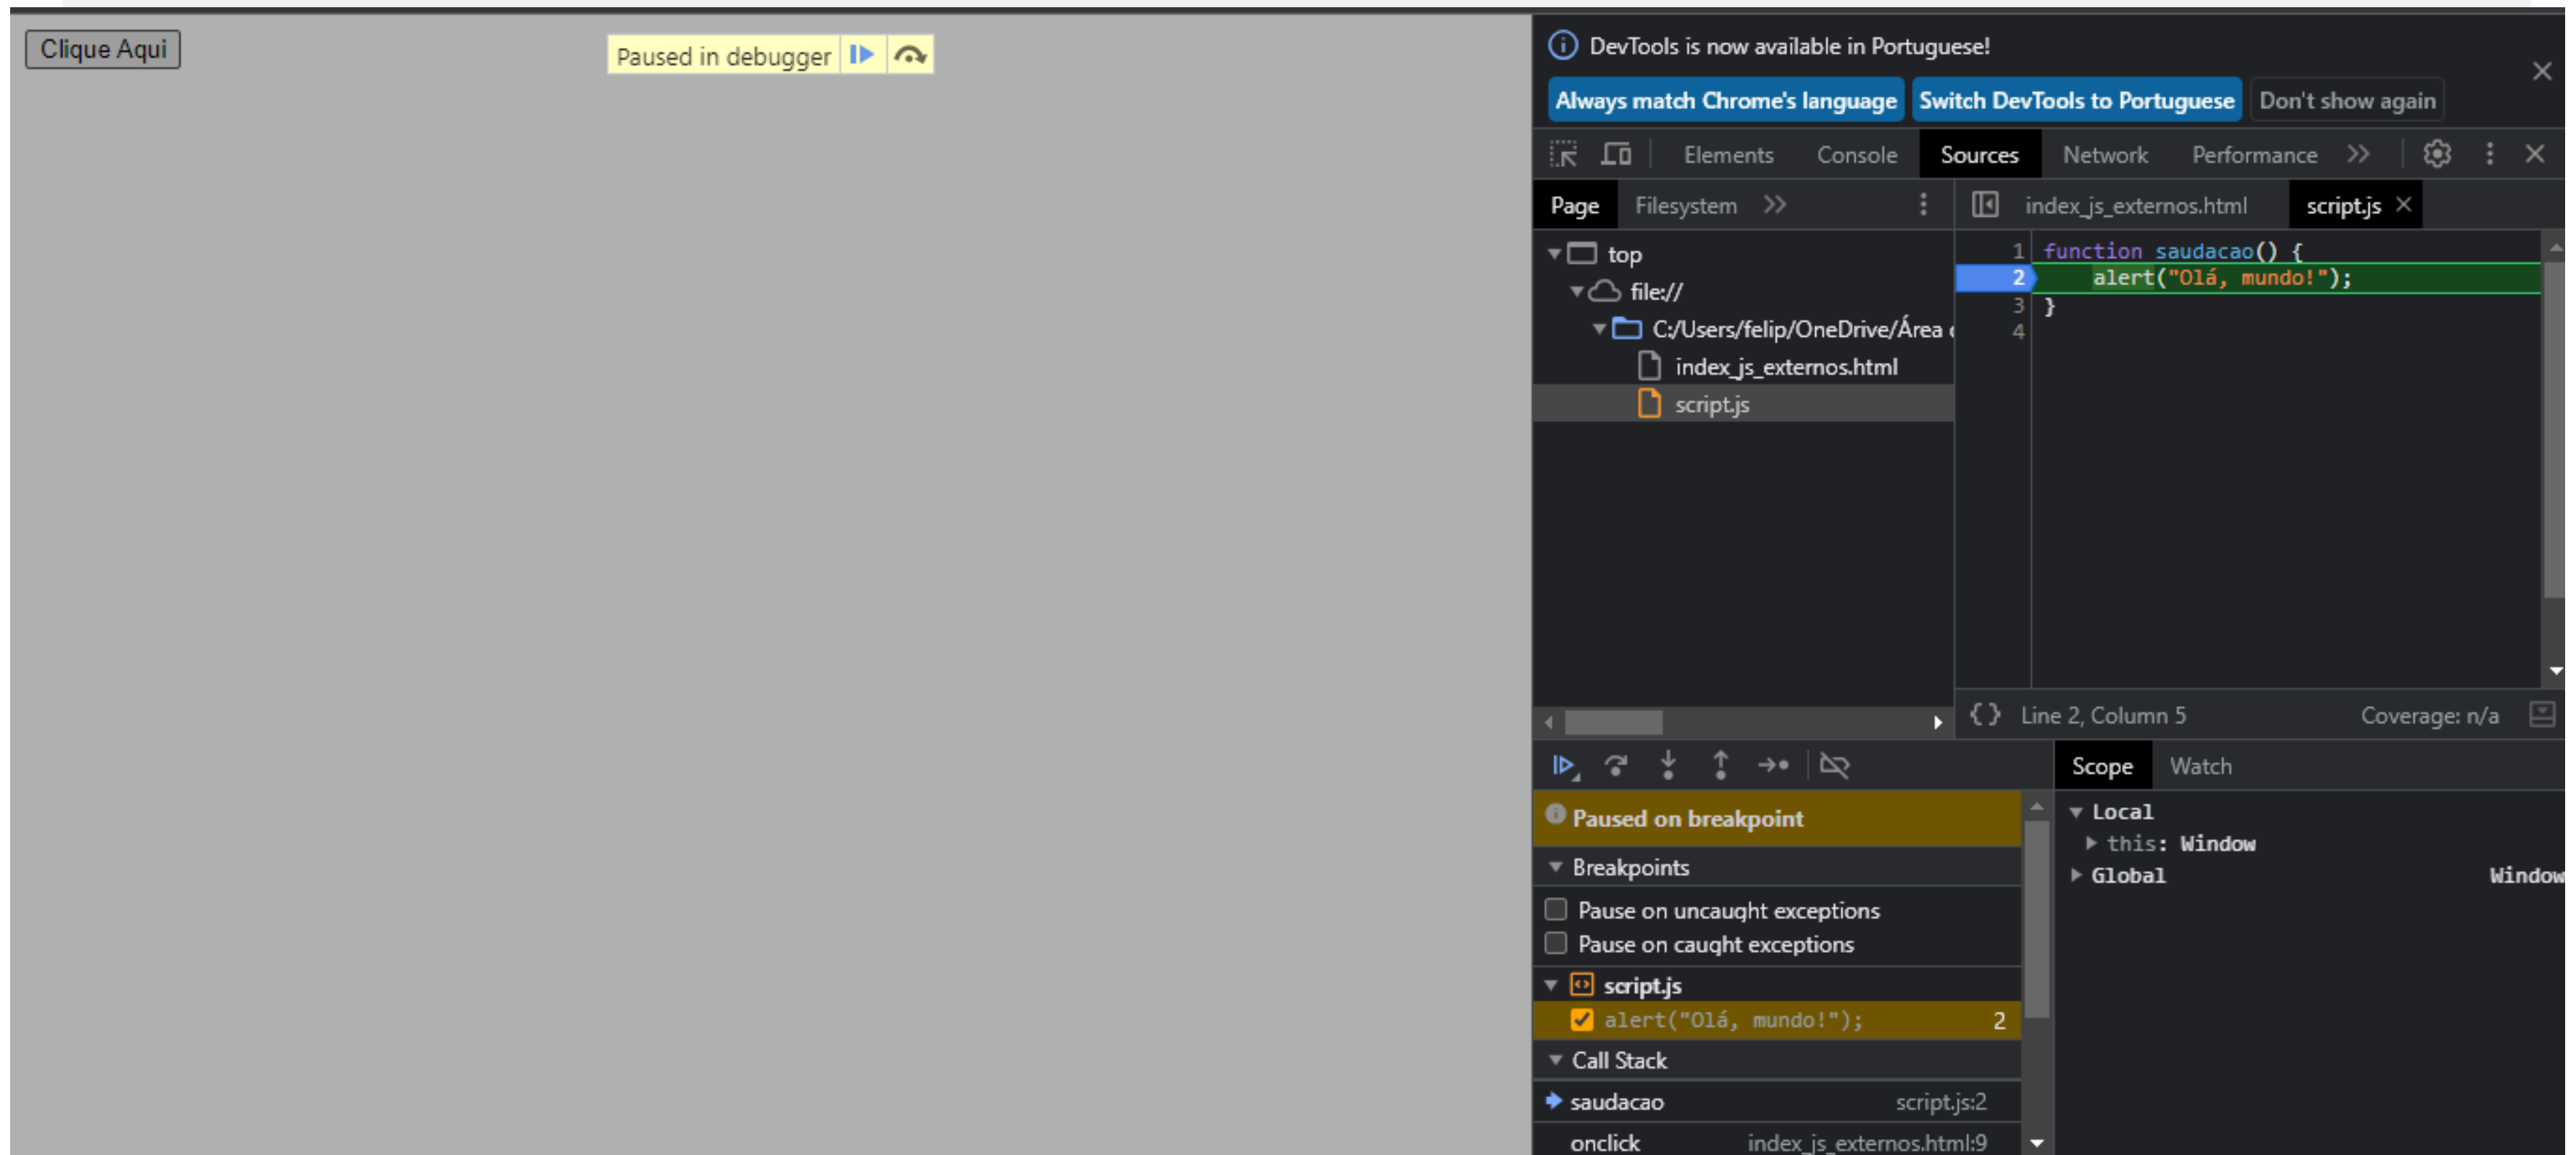 Clique Aqui
Paused in debugger
DevTools is now available in Portuguese!
Always match Chrome's language Switch DevTools to Portuguese Don't show again
Elements Console Sources Network Performance
Page Filesystem
index_js_externos.html script.js
top
file://
C:/Users/felip/OneDrive/Área
index_js_externos.html
script.js
1 function saudacao() {
2 alert("Olá, mundo!");
3 }
4
{} Line 2, Column 5 Coverage: n/a
Scope Watch
Paused on breakpoint
Breakpoints
Pause on uncaught exceptions
Pause on caught exceptions
script.js
alert("Olá, mundo!"); 2
Call Stack
saudacao script.js:2
onclick index_js_externos.html:9
Local
this: Window
Global Window